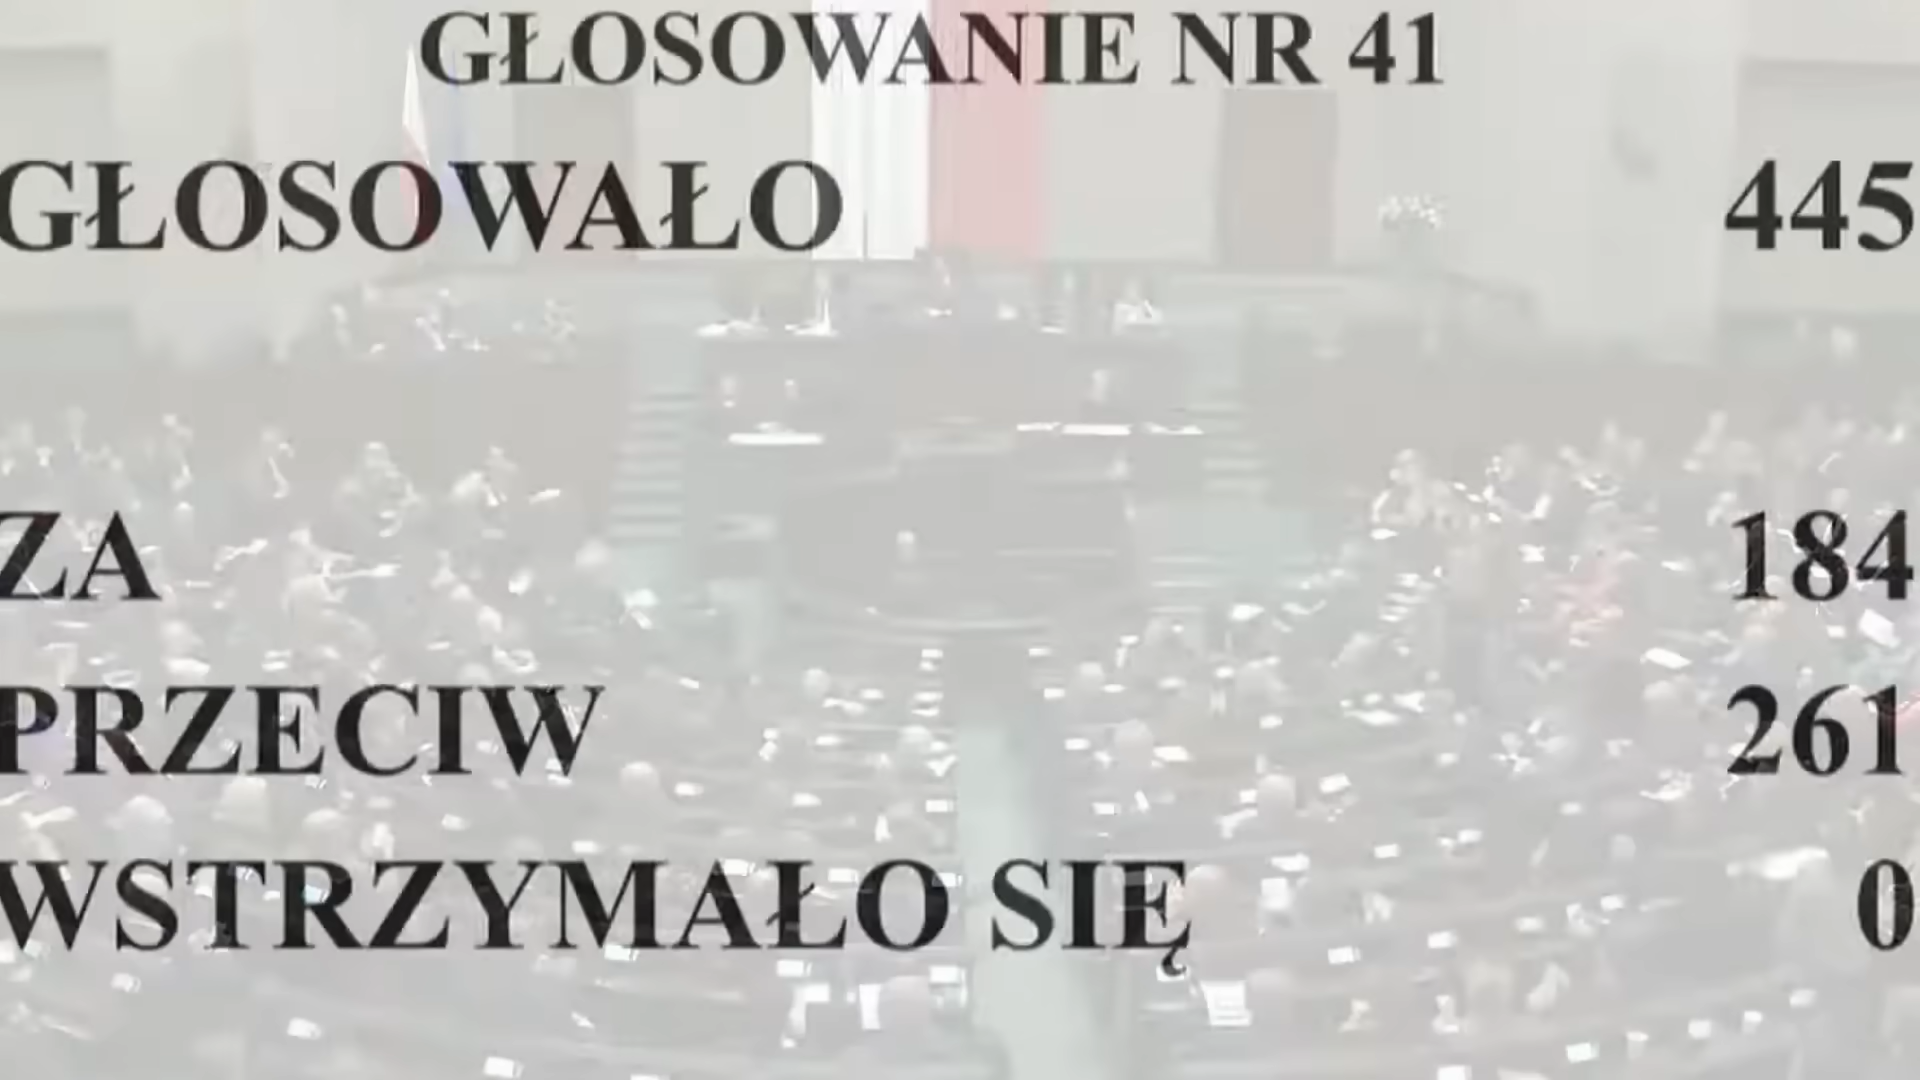 GŁOSOWANIE NR 41
GŁOSOWAŁO 445
ZA 184
PRZECIW 261
WSTRZYMAŁO SIĘ 0